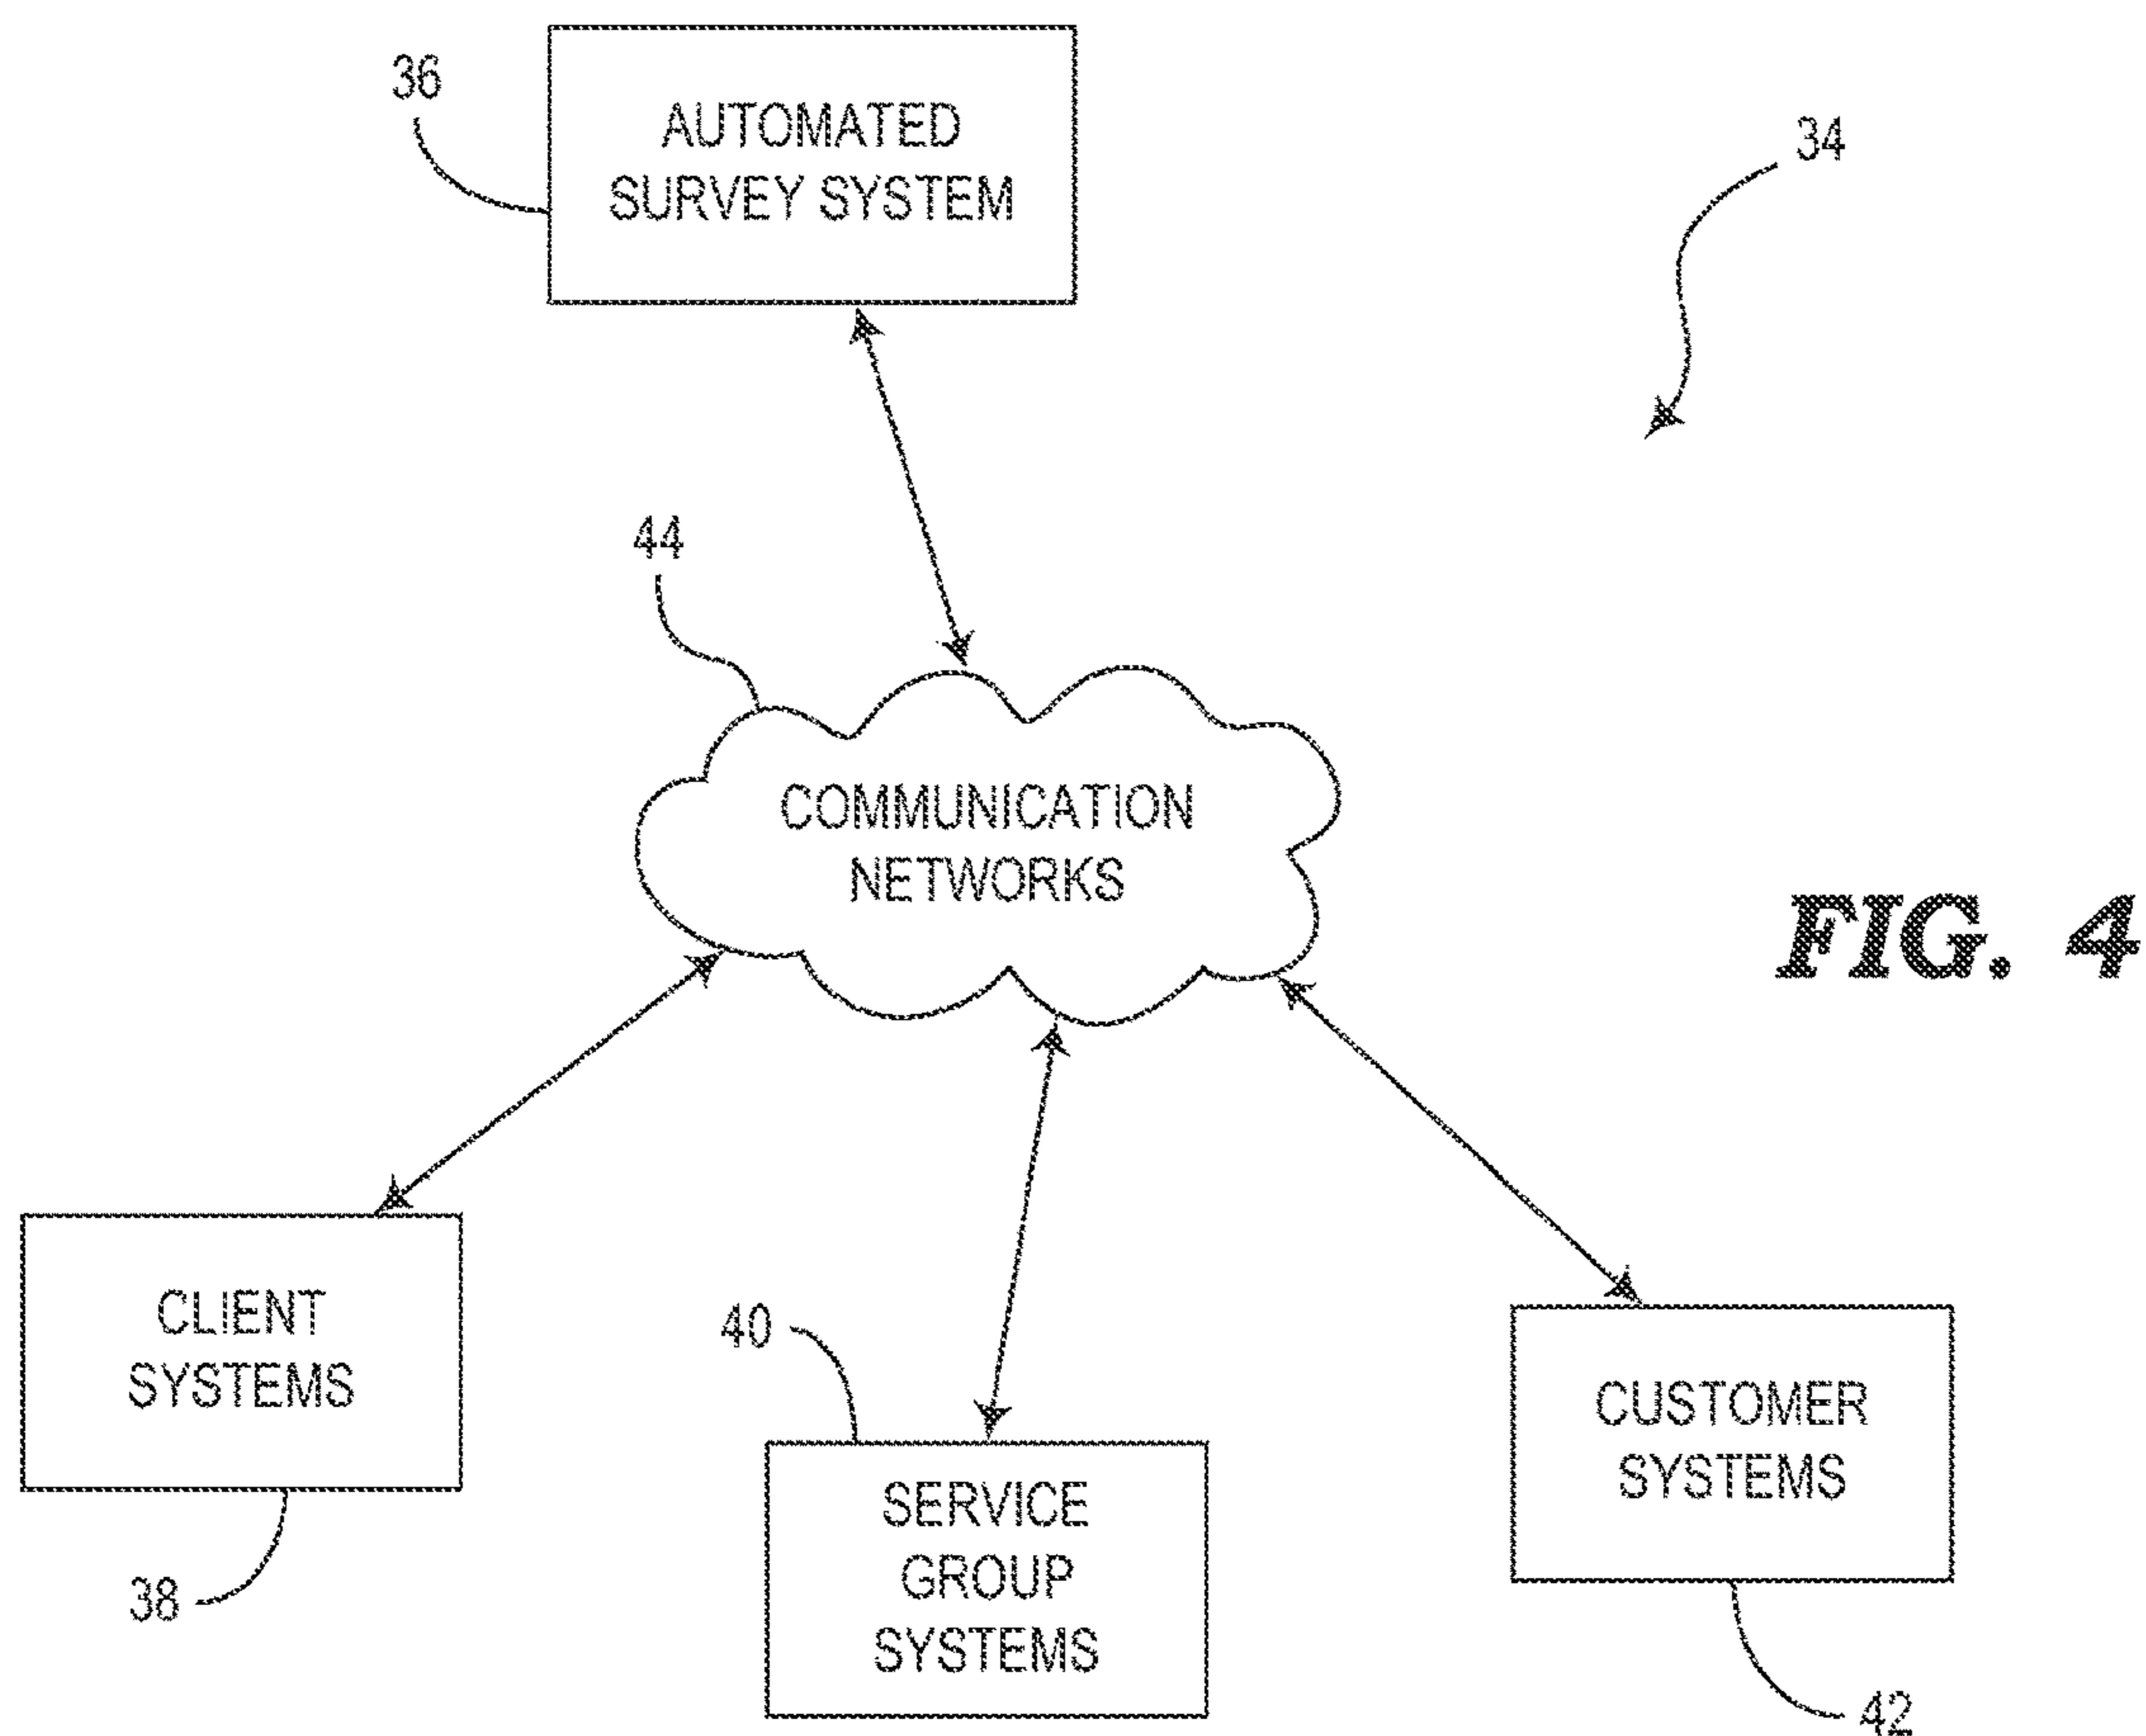 36
AUTOMATED
SURVEY SYSTEM
34
44
COMMUNICATION
NETWORKS
FIG. 4
CLIENT
SYSTEMS
38
40
SERVICE
GROUP
SYSTEMS
CUSTOMER
SYSTEMS
42